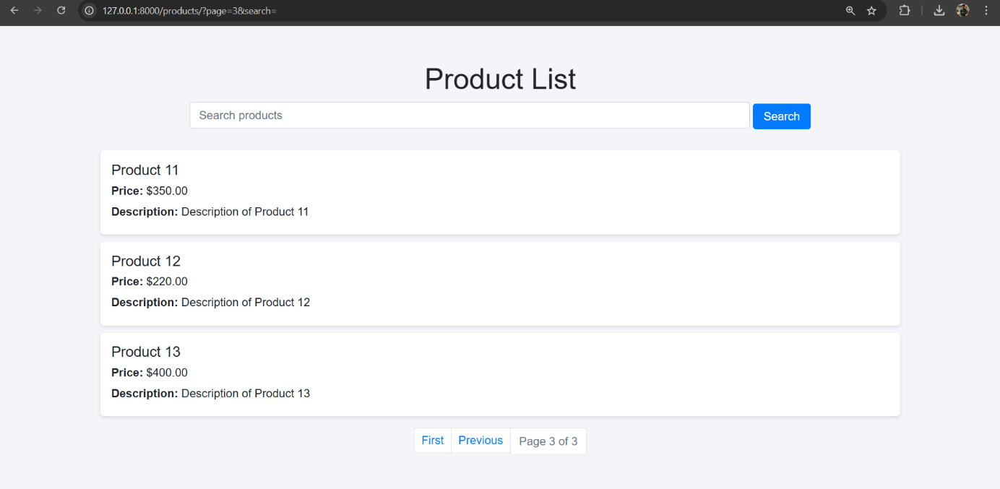 127.0.0.1:8000/products/?page=3&search=
Product List
Search products Search
Product 11
Price: $350.00
Description: Description of Product 11
Product 12
Price: $220.00
Description: Description of Product 12
Product 13
Price: $400.00
Description: Description of Product 13
First Previous Page 3 of 3